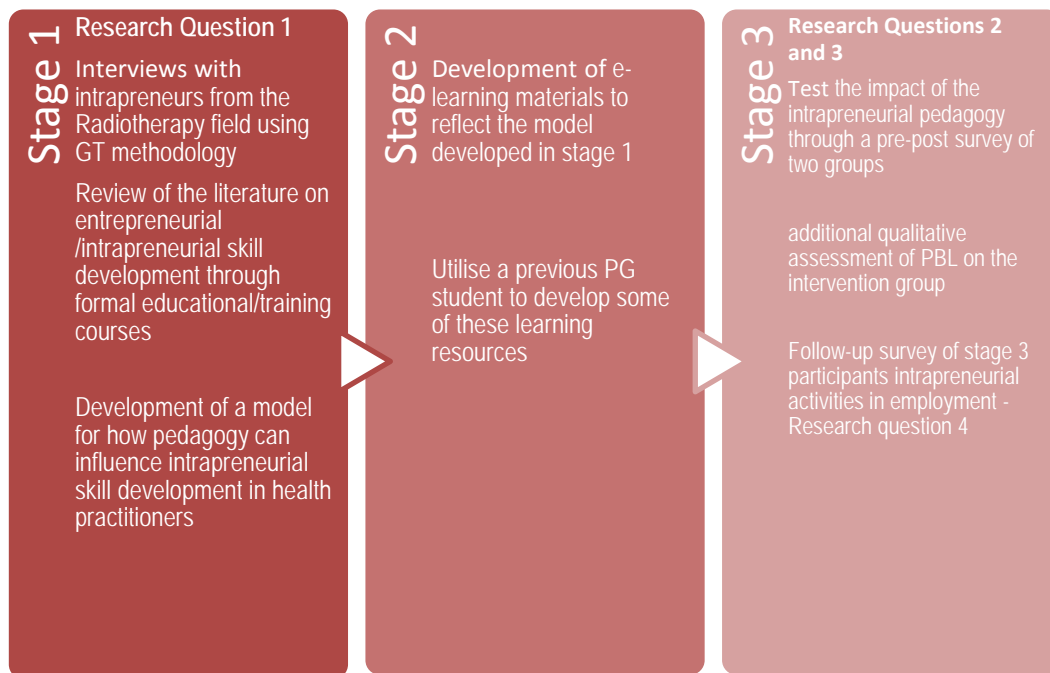 Stage 1
Research Question 1
Interviews with
intrapreneurs from the
Radiotherapy field using
GT methodology
Review of the literature on
entrepreneurial
/intrapreneurial skill
development through
formal educational/training
courses
Development of a model
for how pedagogy can
influence intrapreneurial
skill development in health
practitioners
Stage 2
Development of e-
learning materials to
reflect the model
developed in stage 1
Utilise a previous PG
student to develop some
of these learning
resources
Stage 3
Research Questions 2
and 3
Test the impact of the
intrapreneurial pedagogy
through a pre-post survey of
two groups
additional qualitative
assessment of PBL on the
intervention group
Follow-up survey of stage 3
participants intrapreneurial
activities in employment -
Research question 4